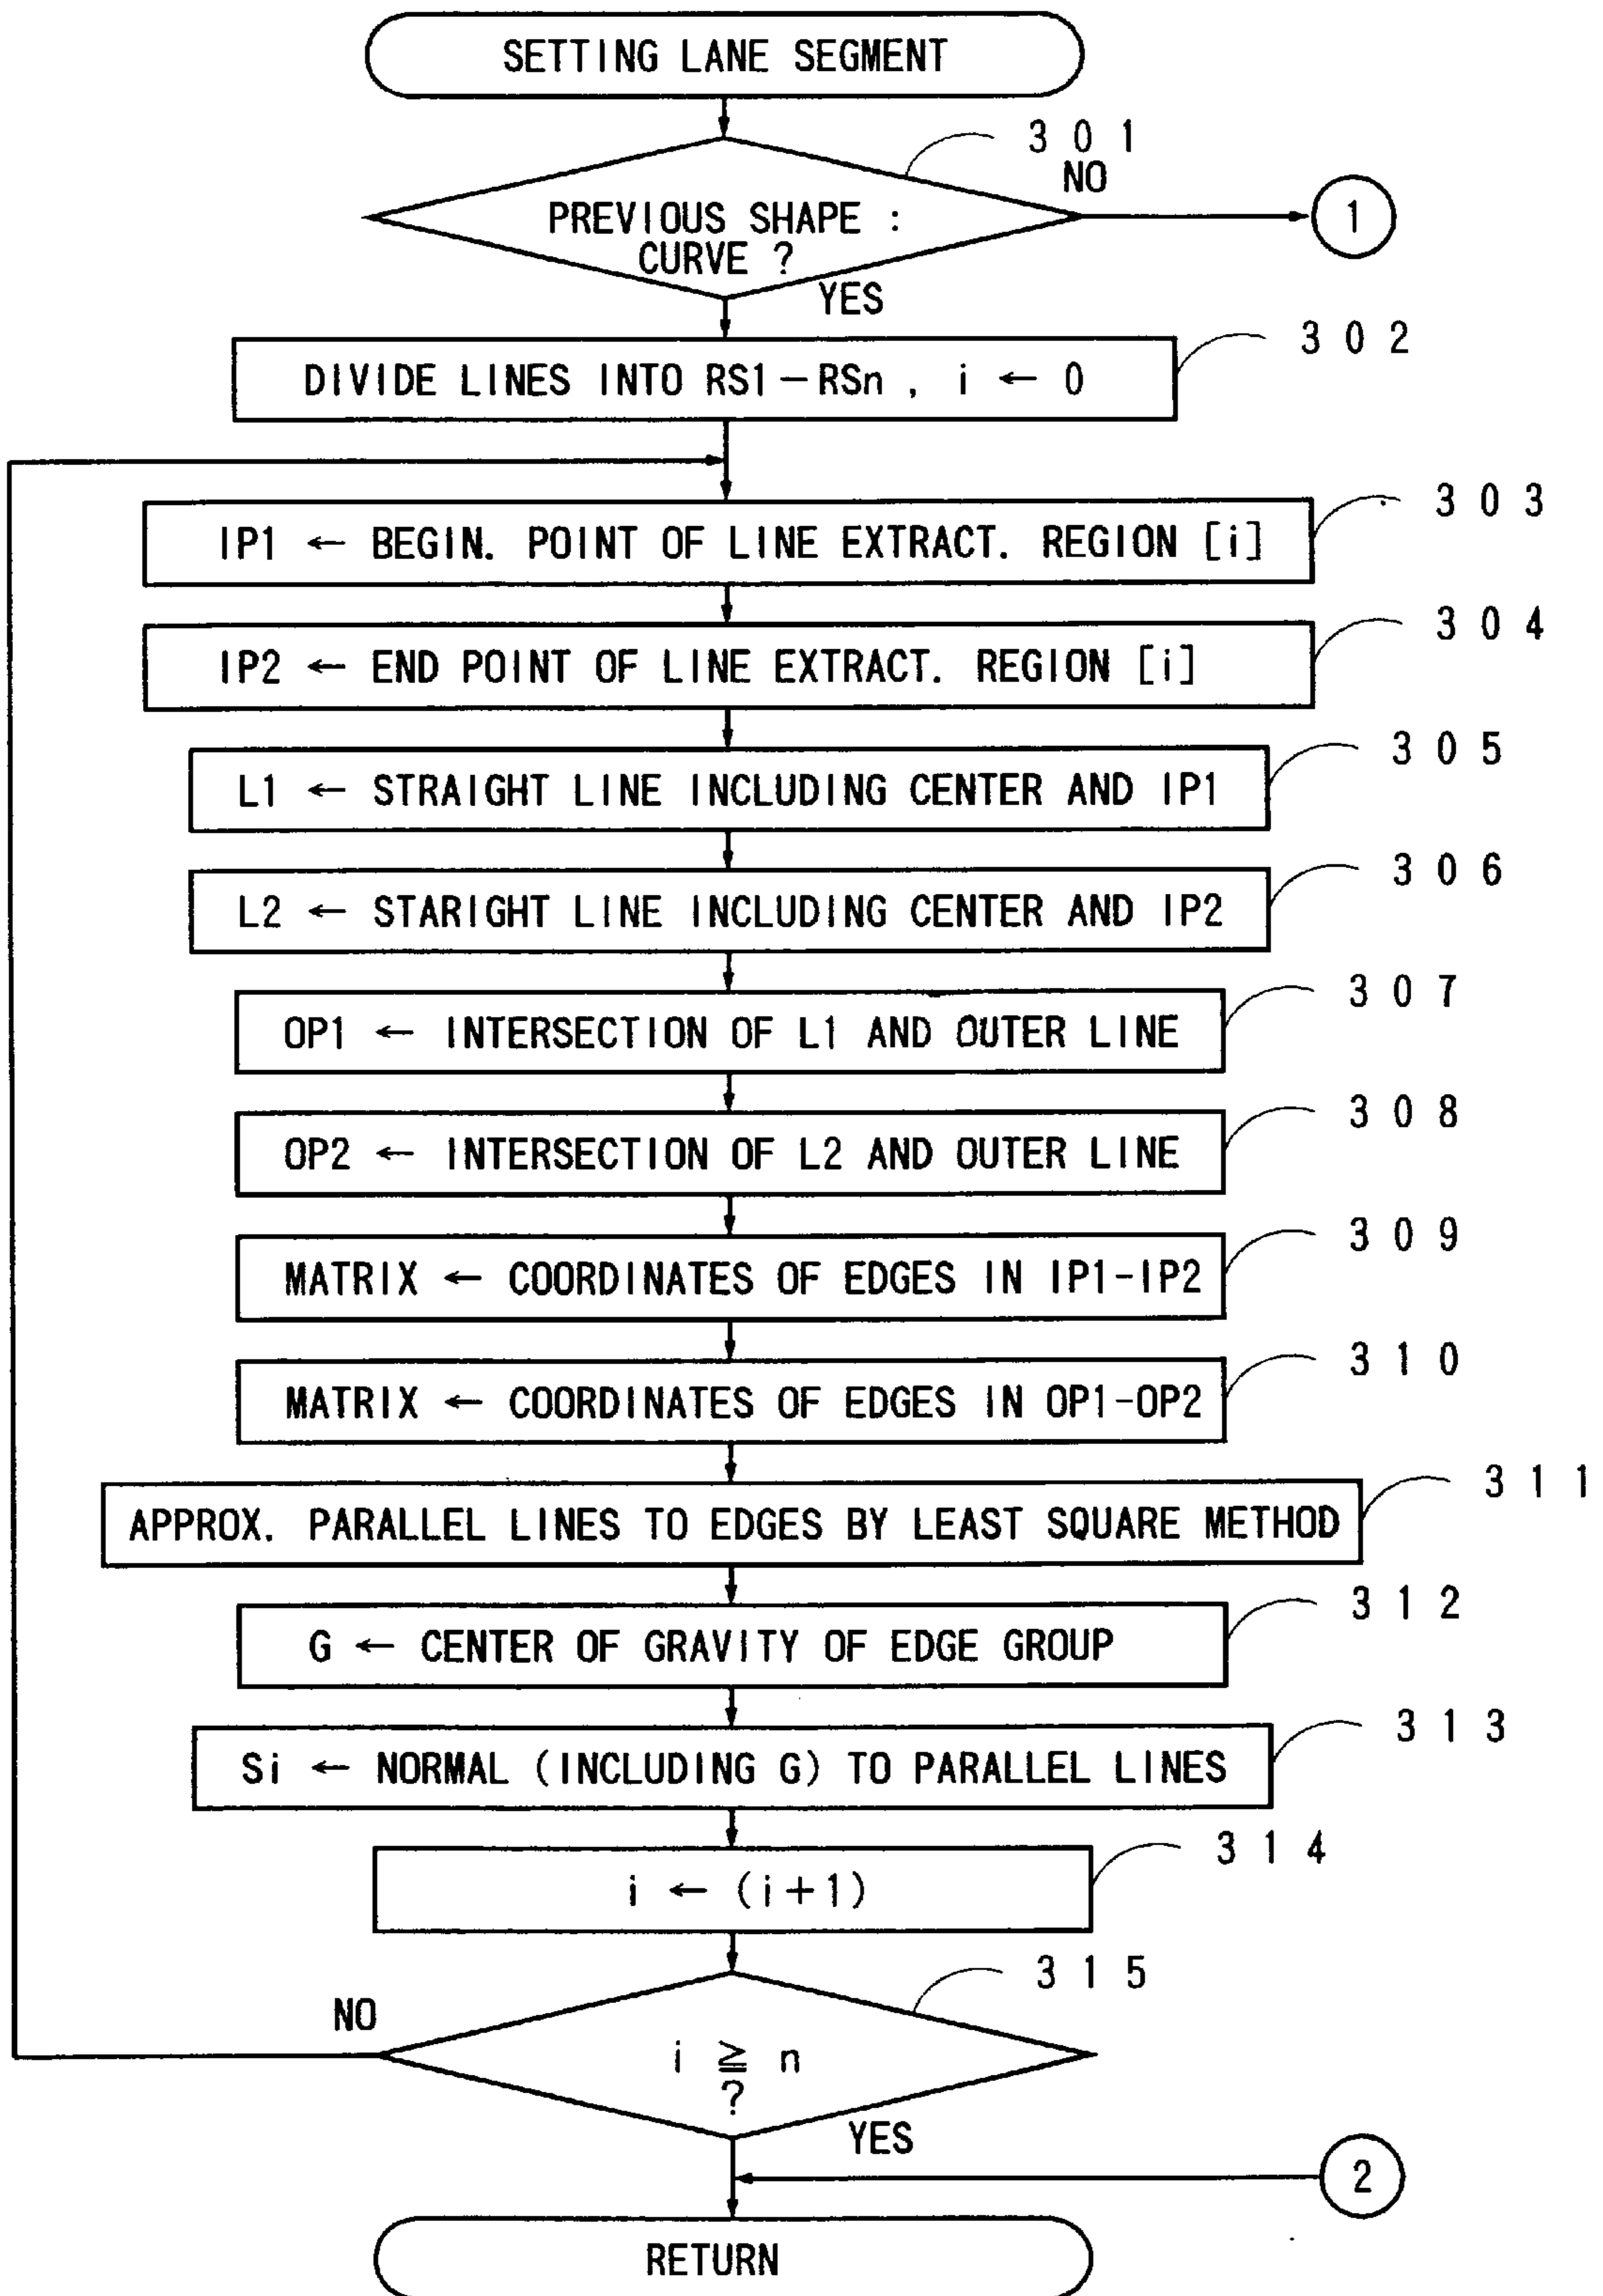 SETTING LANE SEGMENT
301
NO
PREVIOUS SHAPE :
CURVE ?
1
YES
302
DIVIDE LINES INTO RS1-RSn , i ← 0
303
IP1 ← BEGIN. POINT OF LINE EXTRACT. REGION [i]
304
IP2 ← END POINT OF LINE EXTRACT. REGION [i]
305
L1 ← STRAIGHT LINE INCLUDING CENTER AND IP1
306
L2 ← STARIGHT LINE INCLUDING CENTER AND IP2
307
OP1 ← INTERSECTION OF L1 AND OUTER LINE
308
OP2 ← INTERSECTION OF L2 AND OUTER LINE
309
MATRIX ← COORDINATES OF EDGES IN IP1-IP2
310
MATRIX ← COORDINATES OF EDGES IN OP1-OP2
311
APPROX. PARALLEL LINES TO EDGES BY LEAST SQUARE METHOD
312
G ← CENTER OF GRAVITY OF EDGE GROUP
313
Si ← NORMAL (INCLUDING G) TO PARALLEL LINES
314
i ← (i+1)
315
NO
i ≧ n
?
YES
2
RETURN